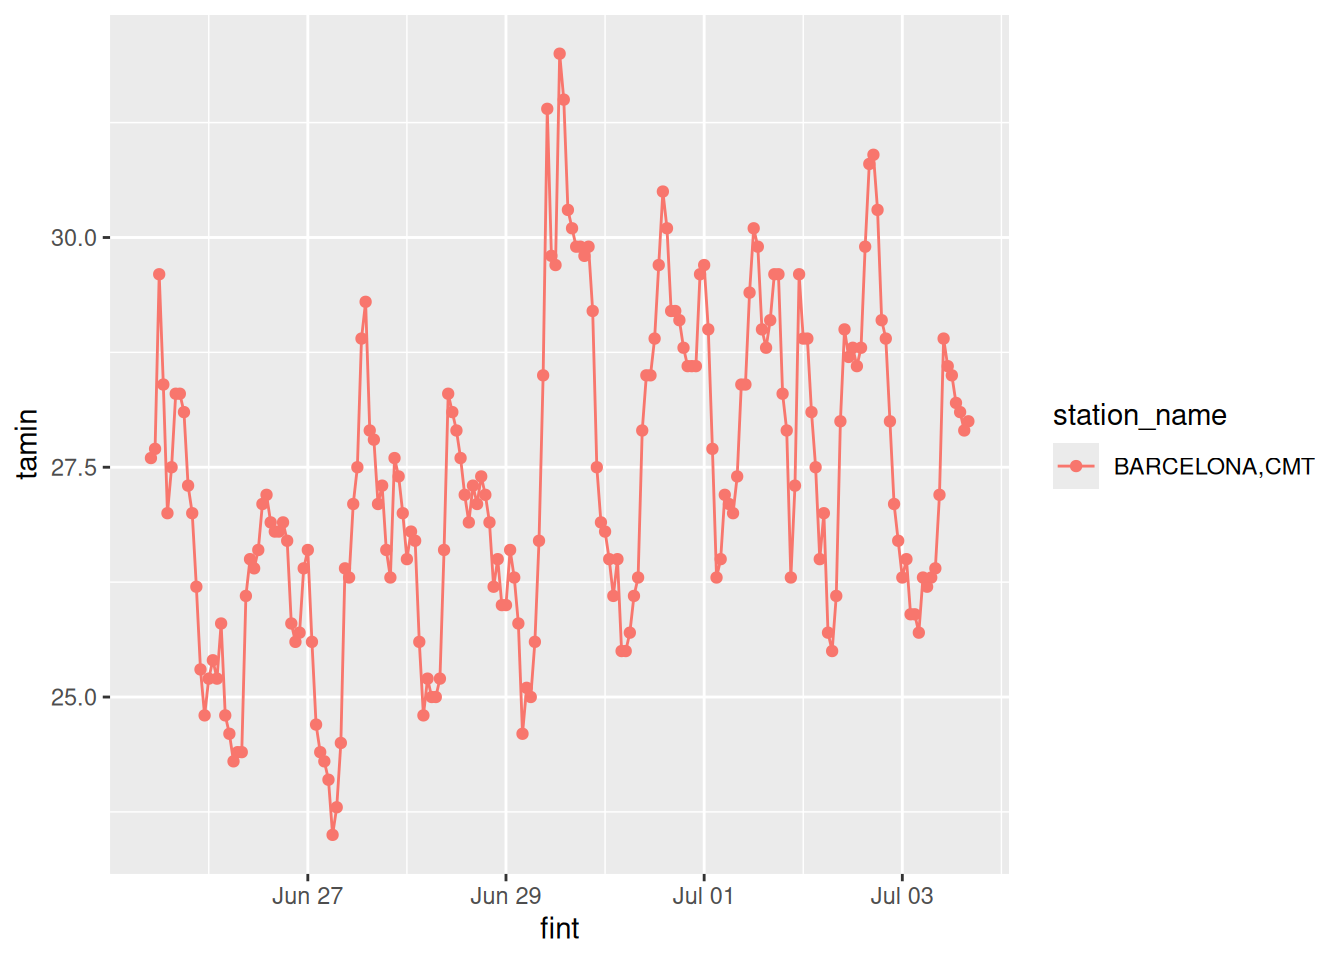 tamin
30.0
27.5
25.0
Jun 27
Jun 29
Jul 01
Jul 03
fint
station_name
BARCELONA,CMT